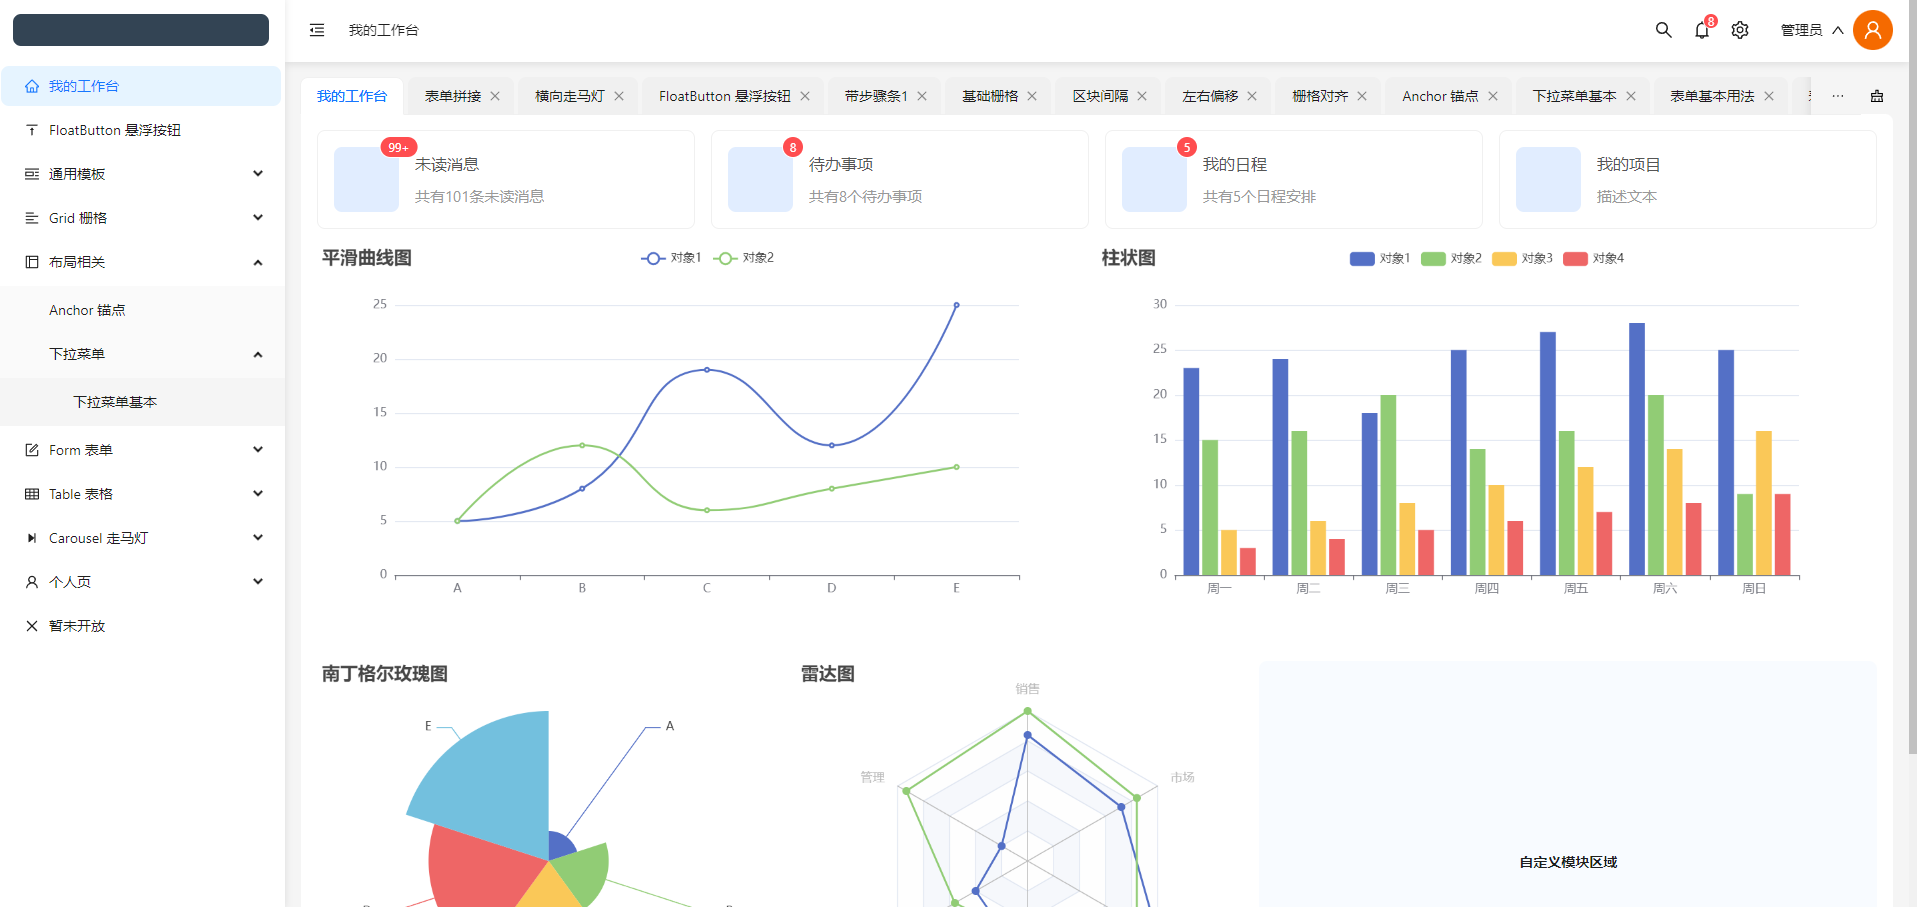 我的工作台
FloatButton 悬浮按钮
通用模板
Grid 栅格
布局相关
Anchor 锚点
下拉菜单
下拉菜单基本
Form 表单
Table 表格
Carousel 走马灯
个人页
暂未开放
我的工作台
8
管理员
我的工作台 表单拼接 横向走马灯 FloatButton 悬浮按钮 带步骤条1 基础栅格 区块间隔 左右偏移 栅格对齐 Anchor 锚点 下拉菜单基本 表单基本用法 ···
99+
未读消息
共有101条未读消息
8
待办事项
共有8个待办事项
5
我的日程
共有5个日程安排
我的项目
描述文本
平滑曲线图
对象1 对象2
25
20
15
10
5
0
A B C D E
柱状图
对象1 对象2 对象3 对象4
30
25
20
15
10
5
0
周一 周二 周三 周四 周五 周六 周日
南丁格尔玫瑰图
E A
雷达图
销售
管理 市场
自定义模块区域